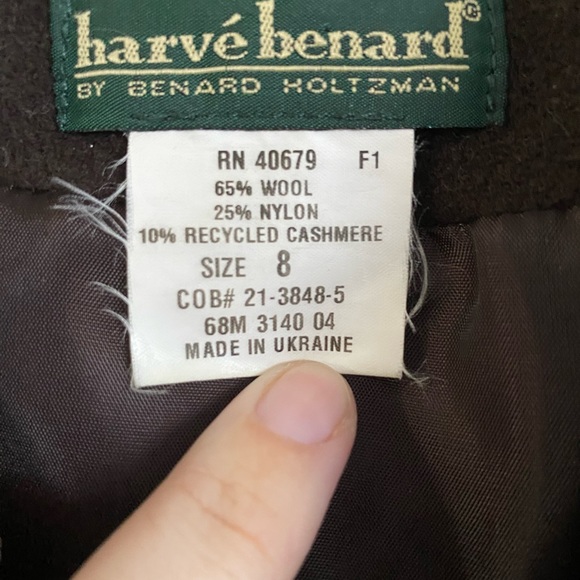 harvé benard®
BY BENARD HOLTZMAN
RN 40679 F1
65% WOOL
25% NYLON
10% RECYCLED CASHMERE
SIZE 8
COB# 21-3848-5
68M 3140 04
MADE IN UKRAINE